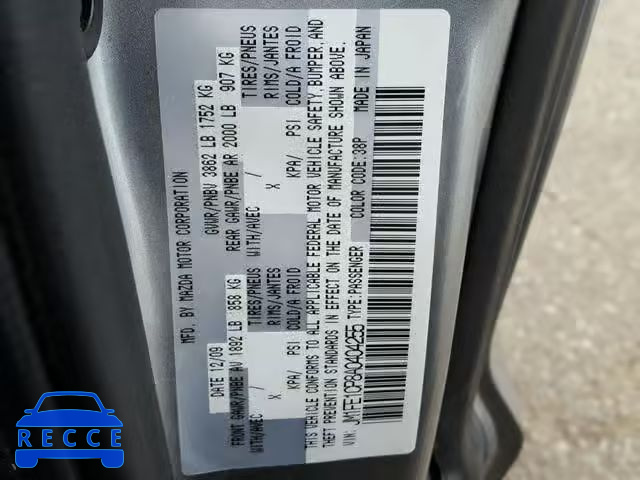 MFD. BY MAZDA MOTOR CORPORATION
DATE 12/09 GVWR/PNBV 3862 LB 1752 KG
FRONT GAWR/PNBE AV 1892 LB 858 KG REAR GAWR/PNBE AR 2000 LB 907 KG
WITH/AVEC TIRES/PNEUS WITH/AVEC TIRES/PNEUS
X RIMS/JANTES X RIMS/JANTES
KPA/ PSI COLD/A FROID KPA/ PSI COLD/A FROID
THIS VEHICLE CONFORMS TO ALL APPLICABLE FEDERAL MOTOR VEHICLE SAFETY, BUMPER, AND
THEFT PREVENTION STANDARDS IN EFFECT ON THE DATE OF MANUFACTURE SHOWN ABOVE.
VIN: JM1FE1CP8A0404255 TYPE:PASSENGER COLOR CODE:38P MADE IN JAPAN
RECCE